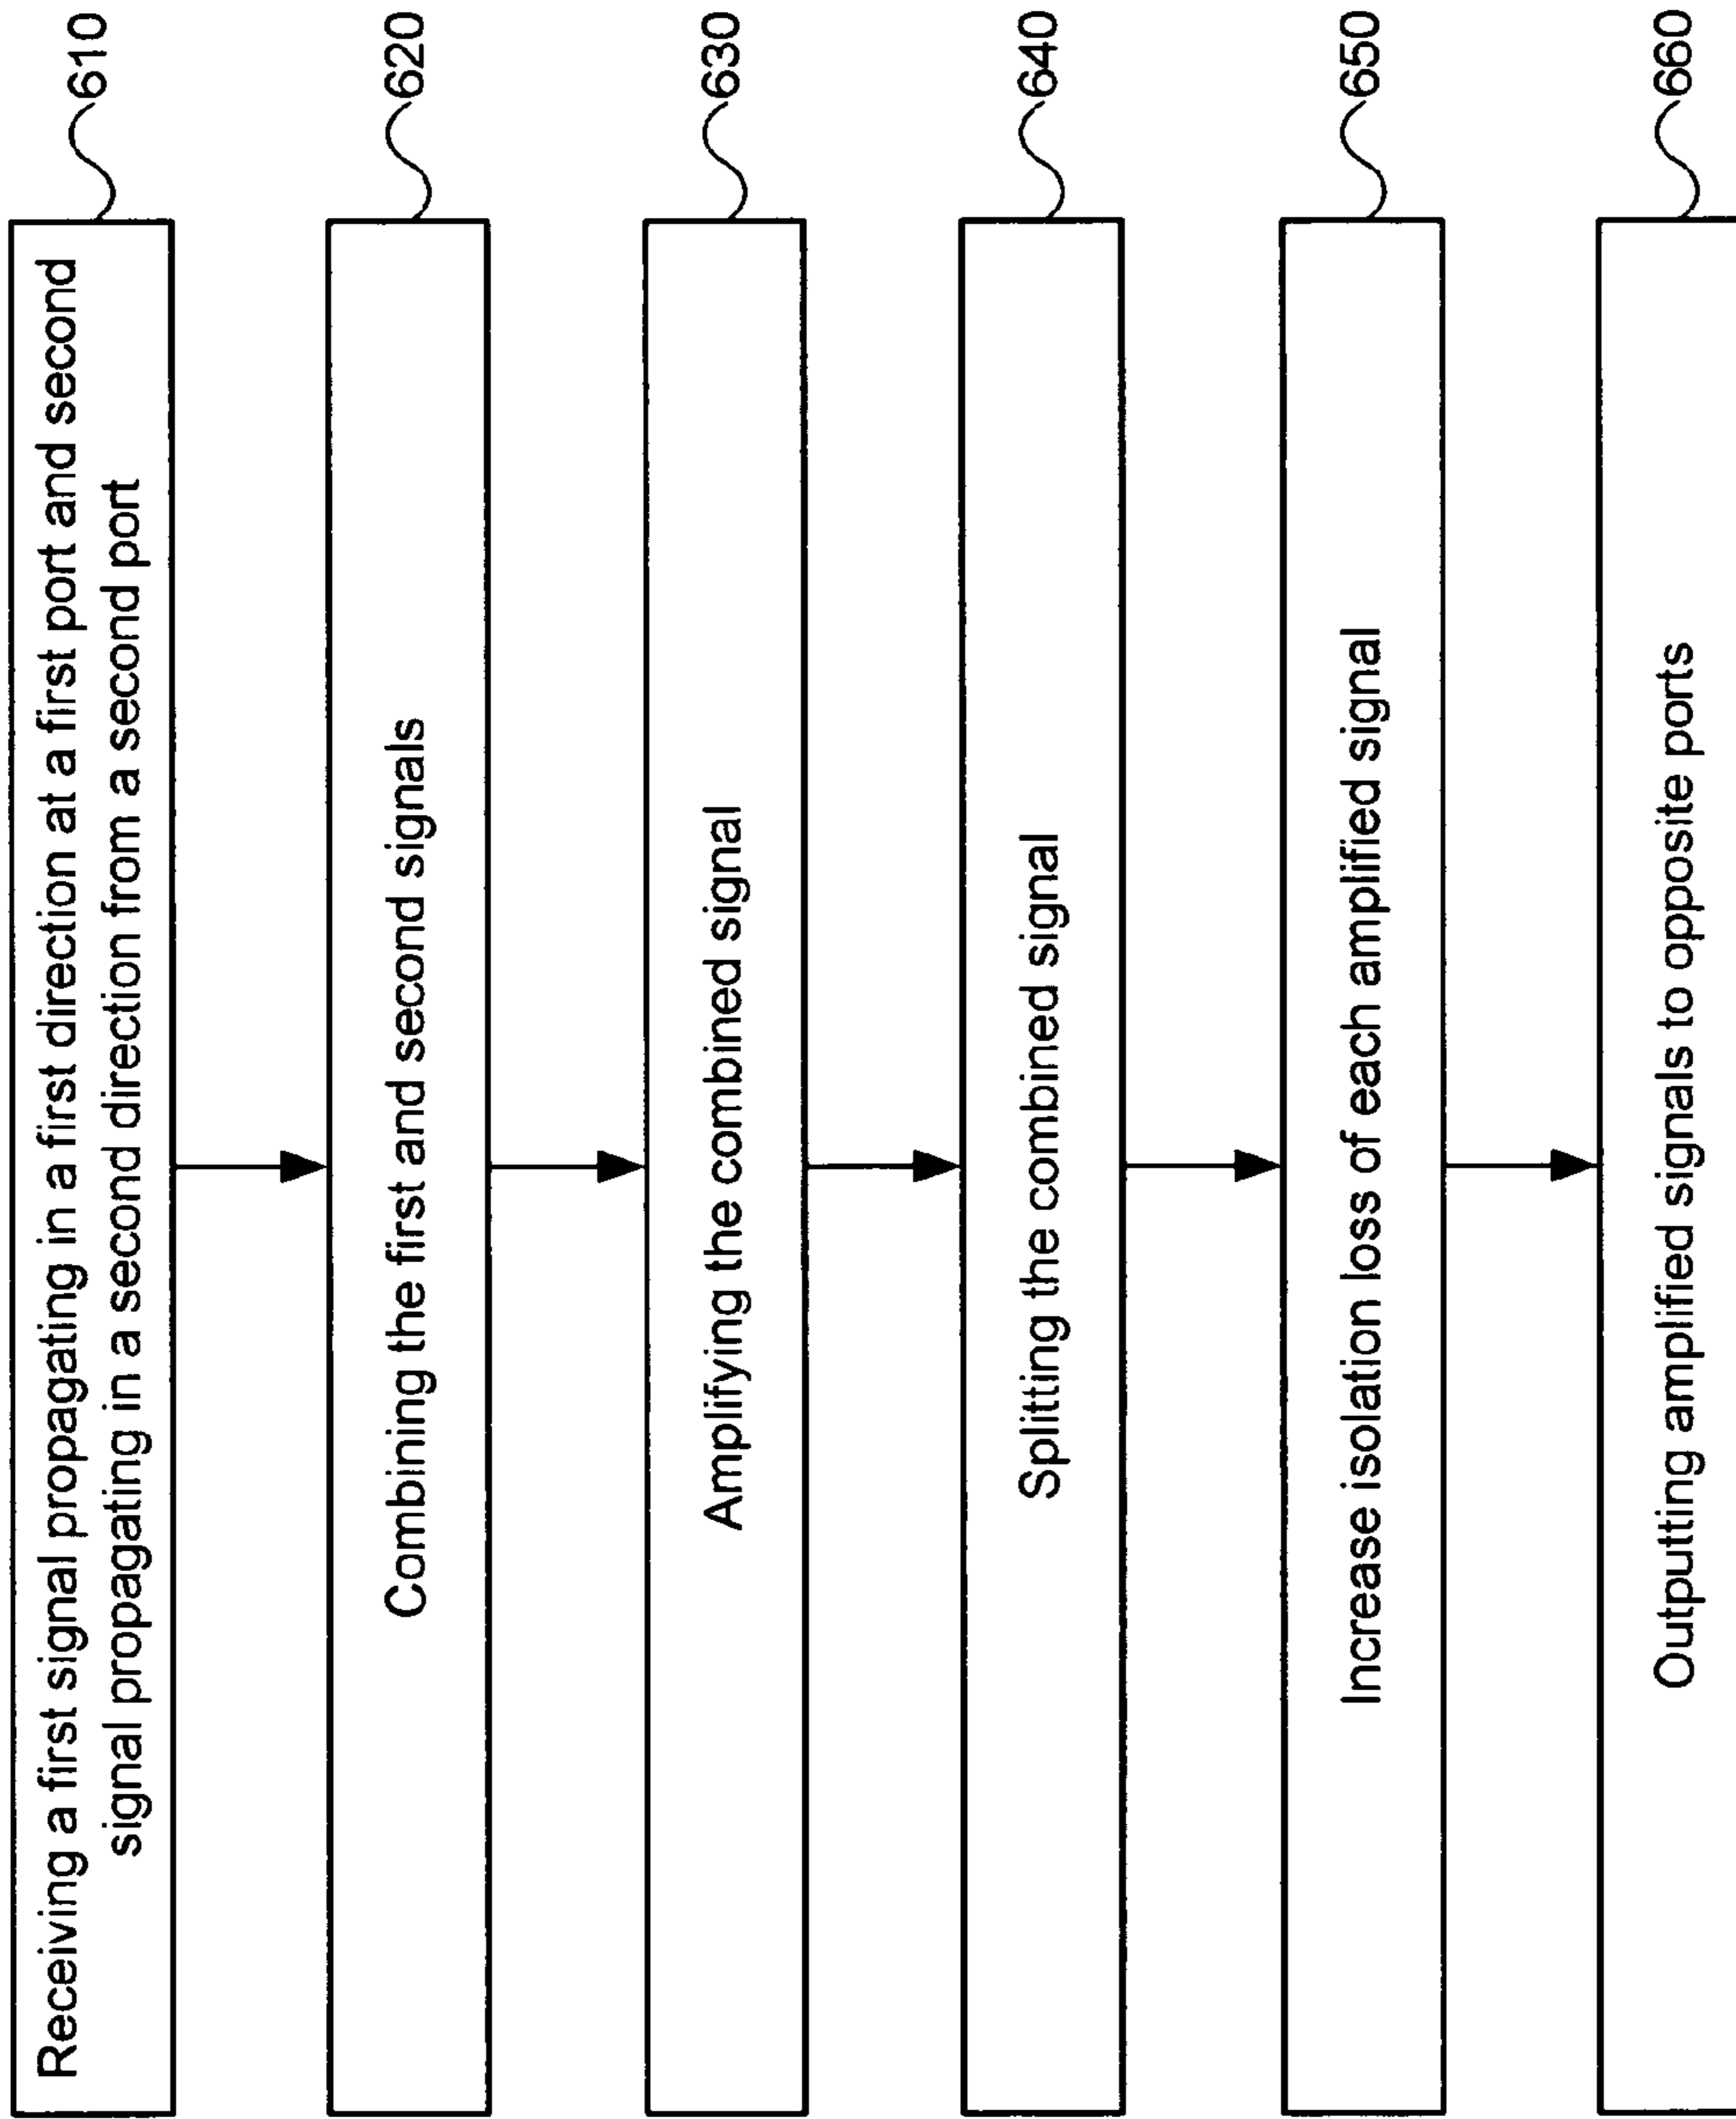 Receiving a first signal propagating in a first direction at a first port and second
signal propagating in a second direction from a second port
610
Combining the first and second signals
620
Amplifying the combined signal
630
Splitting the combined signal
640
Increase isolation loss of each amplified signal
650
Outputting amplified signals to opposite ports
660